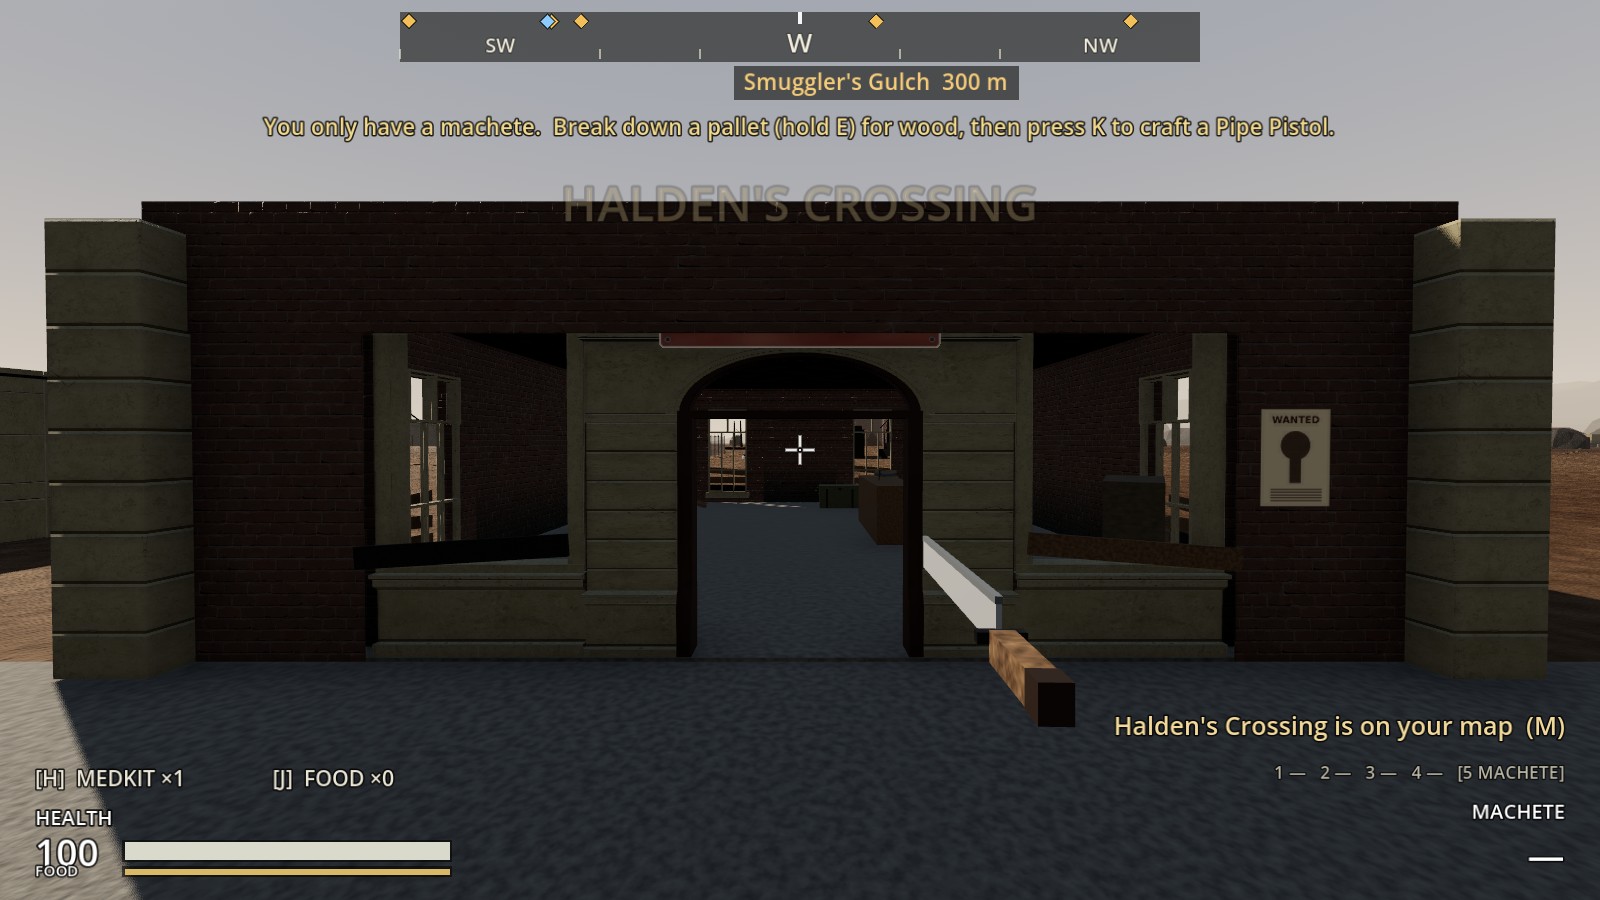 SW W NW
Smuggler's Gulch 300 m
You only have a machete. Break down a pallet (hold E) for wood, then press K to craft a Pipe Pistol.
HALDEN'S CROSSING
WANTED
Halden's Crossing is on your map (M)
[H] MEDKIT ×1 [J] FOOD ×0
1 — 2 — 3 — 4 — [5 MACHETE]
HEALTH
MACHETE
100
FOOD